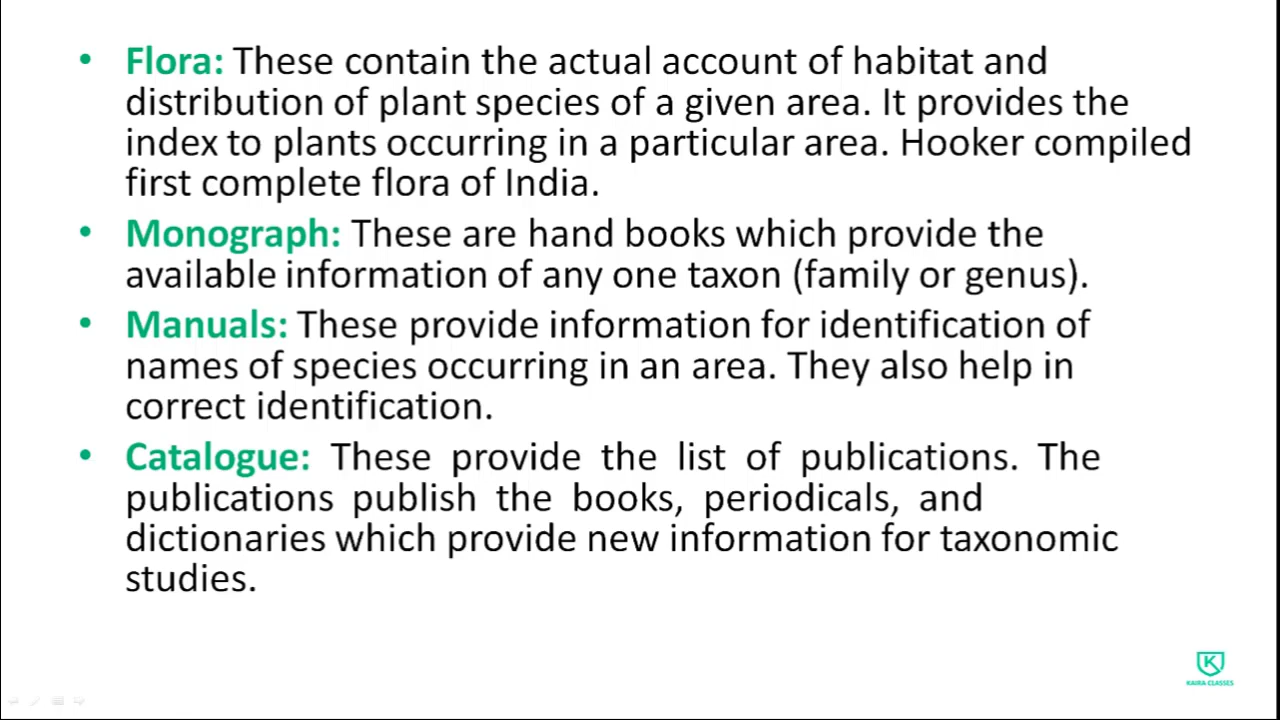 • Flora: These contain the actual account of habitat and
distribution of plant species of a given area. It provides the
index to plants occurring in a particular area. Hooker compiled
first complete flora of India.
• Monograph: These are hand books which provide the
available information of any one taxon (family or genus).
• Manuals: These provide information for identification of
names of species occurring in an area. They also help in
correct identification.
• Catalogue: These provide the list of publications. The
publications publish the books, periodicals, and
dictionaries which provide new information for taxonomic
studies.
K
KAIRA CLASSES